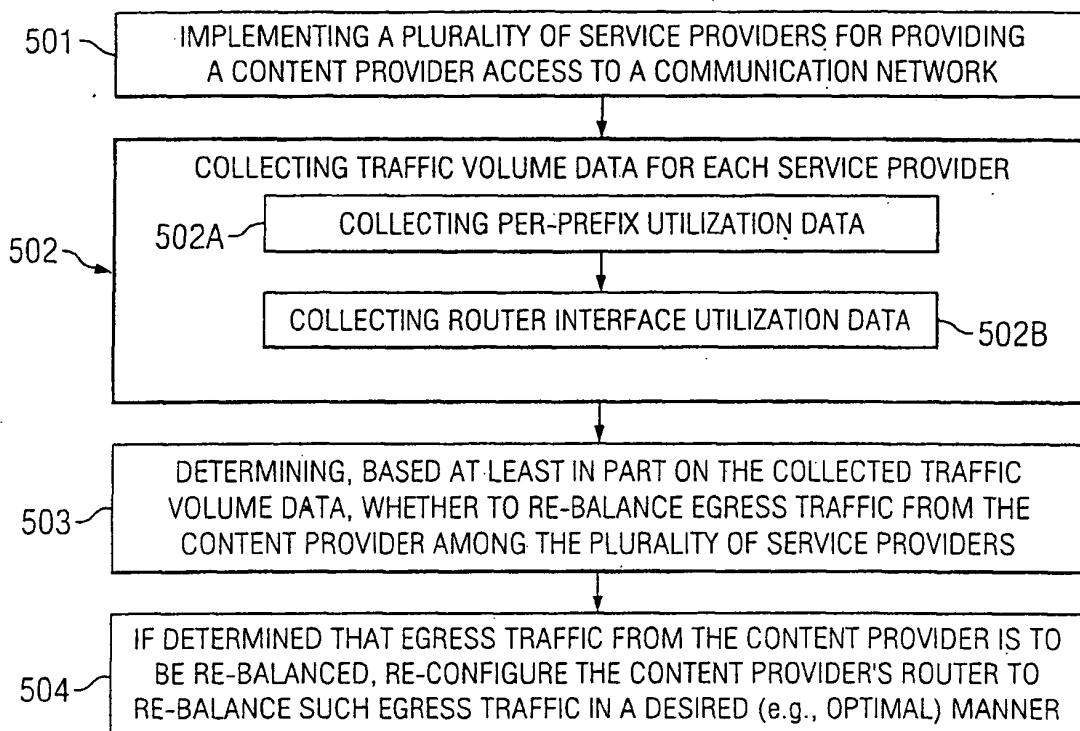 501
IMPLEMENTING A PLURALITY OF SERVICE PROVIDERS FOR PROVIDING
A CONTENT PROVIDER ACCESS TO A COMMUNICATION NETWORK
502
COLLECTING TRAFFIC VOLUME DATA FOR EACH SERVICE PROVIDER
502A
COLLECTING PER-PREFIX UTILIZATION DATA
COLLECTING ROUTER INTERFACE UTILIZATION DATA
502B
503
DETERMINING, BASED AT LEAST IN PART ON THE COLLECTED TRAFFIC
VOLUME DATA, WHETHER TO RE-BALANCE EGRESS TRAFFIC FROM THE
CONTENT PROVIDER AMONG THE PLURALITY OF SERVICE PROVIDERS
504
IF DETERMINED THAT EGRESS TRAFFIC FROM THE CONTENT PROVIDER IS TO
BE RE-BALANCED, RE-CONFIGURE THE CONTENT PROVIDER'S ROUTER TO
RE-BALANCE SUCH EGRESS TRAFFIC IN A DESIRED (e.g., OPTIMAL) MANNER